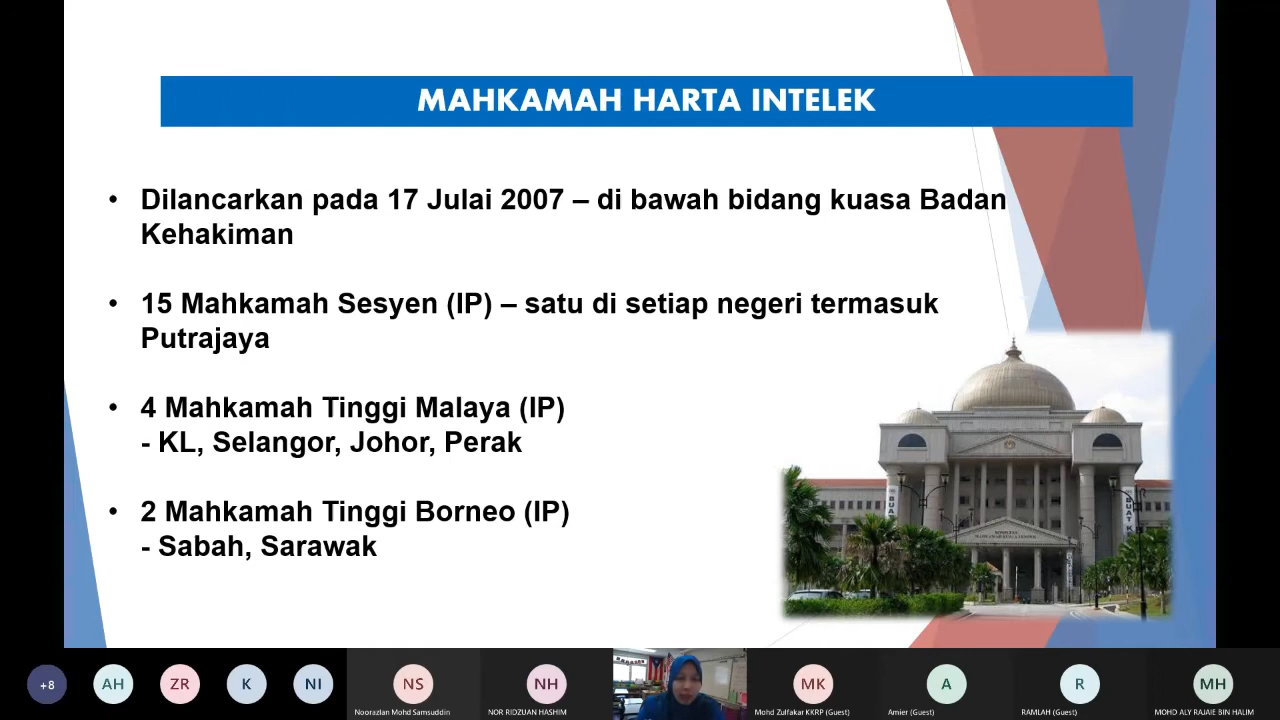 MAHKAMAH HARTA INTELEK
• Dilancarkan pada 17 Julai 2007 – di bawah bidang kuasa Badan
Kehakiman
• 15 Mahkamah Sesyen (IP) – satu di setiap negeri termasuk
Putrajaya
• 4 Mahkamah Tinggi Malaya (IP)
- KL, Selangor, Johor, Perak
• 2 Mahkamah Tinggi Borneo (IP)
- Sabah, Sarawak
+8
AH
ZR
K
NI
NS
NH
MK
A
R
MH
Noorazlan Mohd Samsuddin
NOR RIDZUAN HASHIM
Mohd Zulfakar KKRP (Guest)
Amier (Guest)
RAMLAH (Guest)
MOHD ALY RAJAIE BIN HALIM